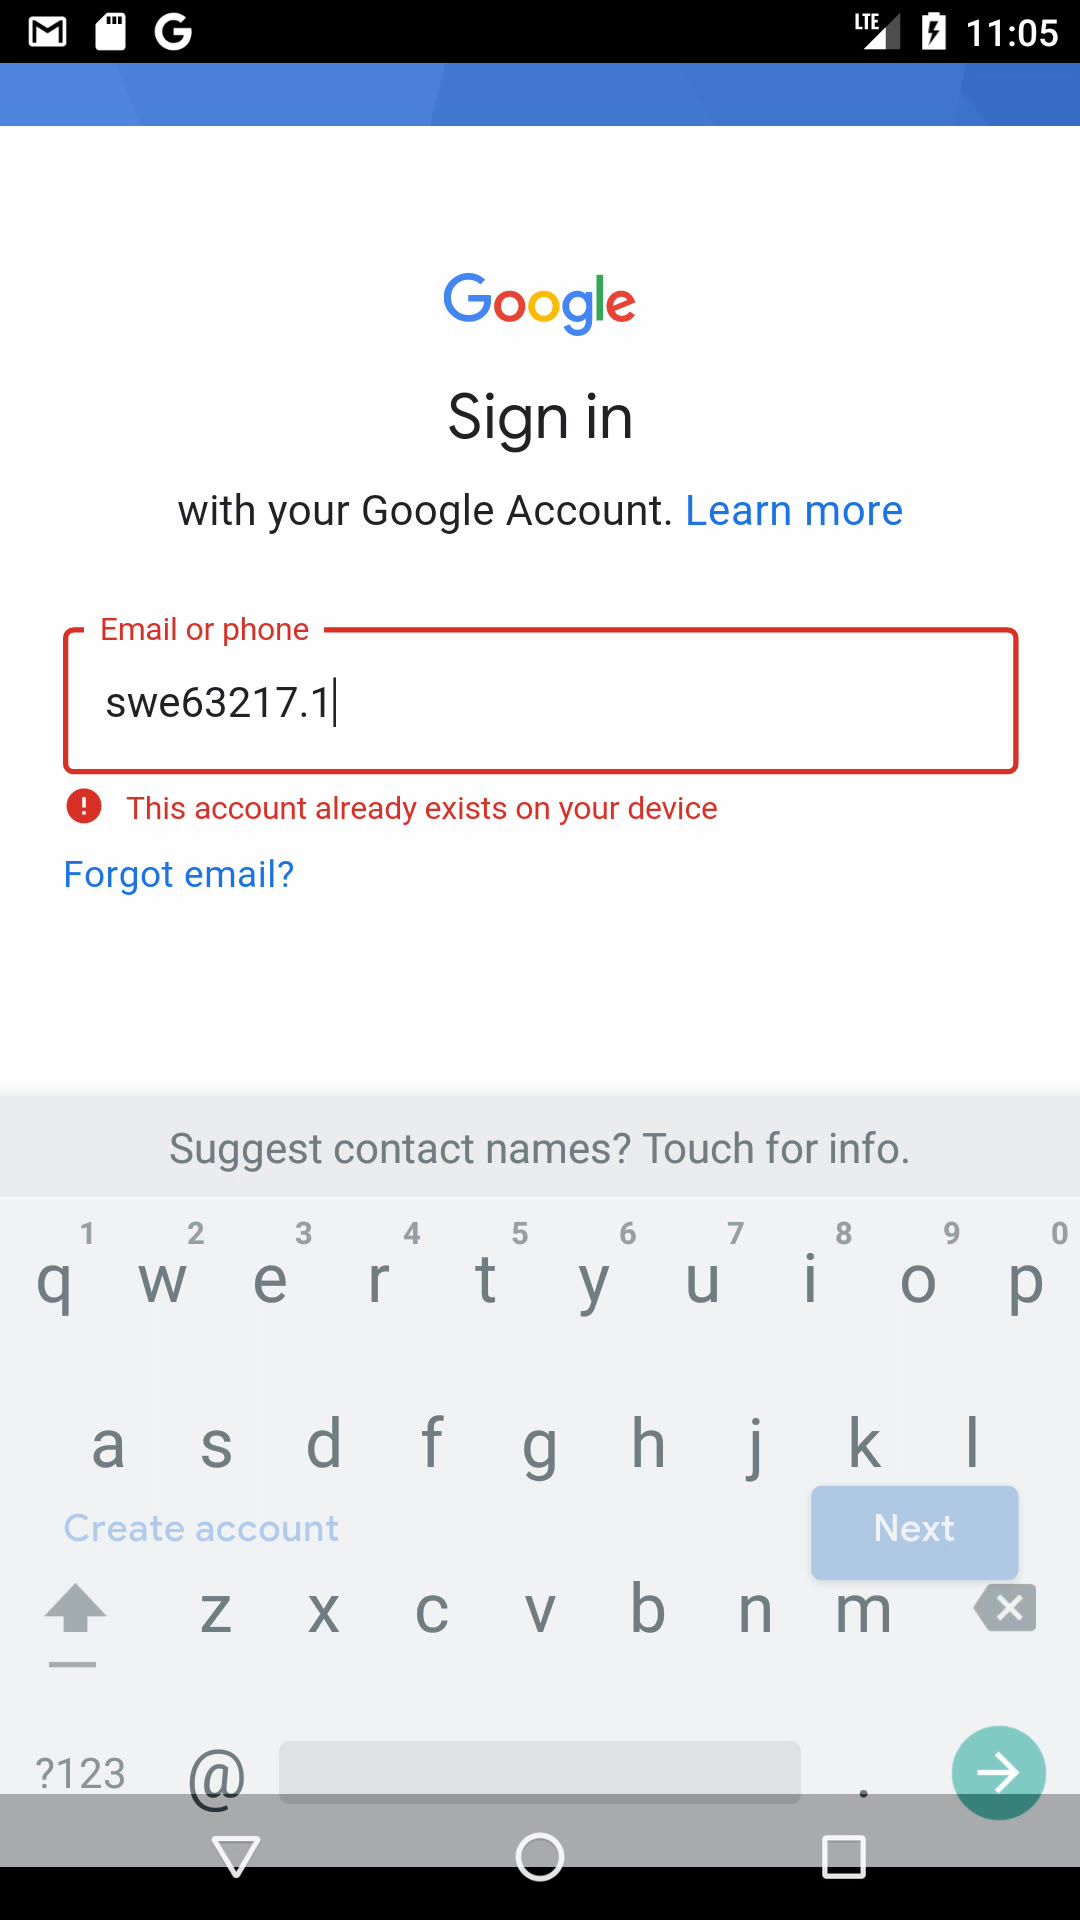 LTE 11:05
Google
Sign in
with your Google Account. Learn more
Email or phone
swe63217.1
This account already exists on your device
Forgot email?
Suggest contact names? Touch for info.
1 2 3 4 5 6 7 8 9 0
q w e r t y u i o p
a s d f g h j k l
Create account Next
z x c v b n m
?123 @ .